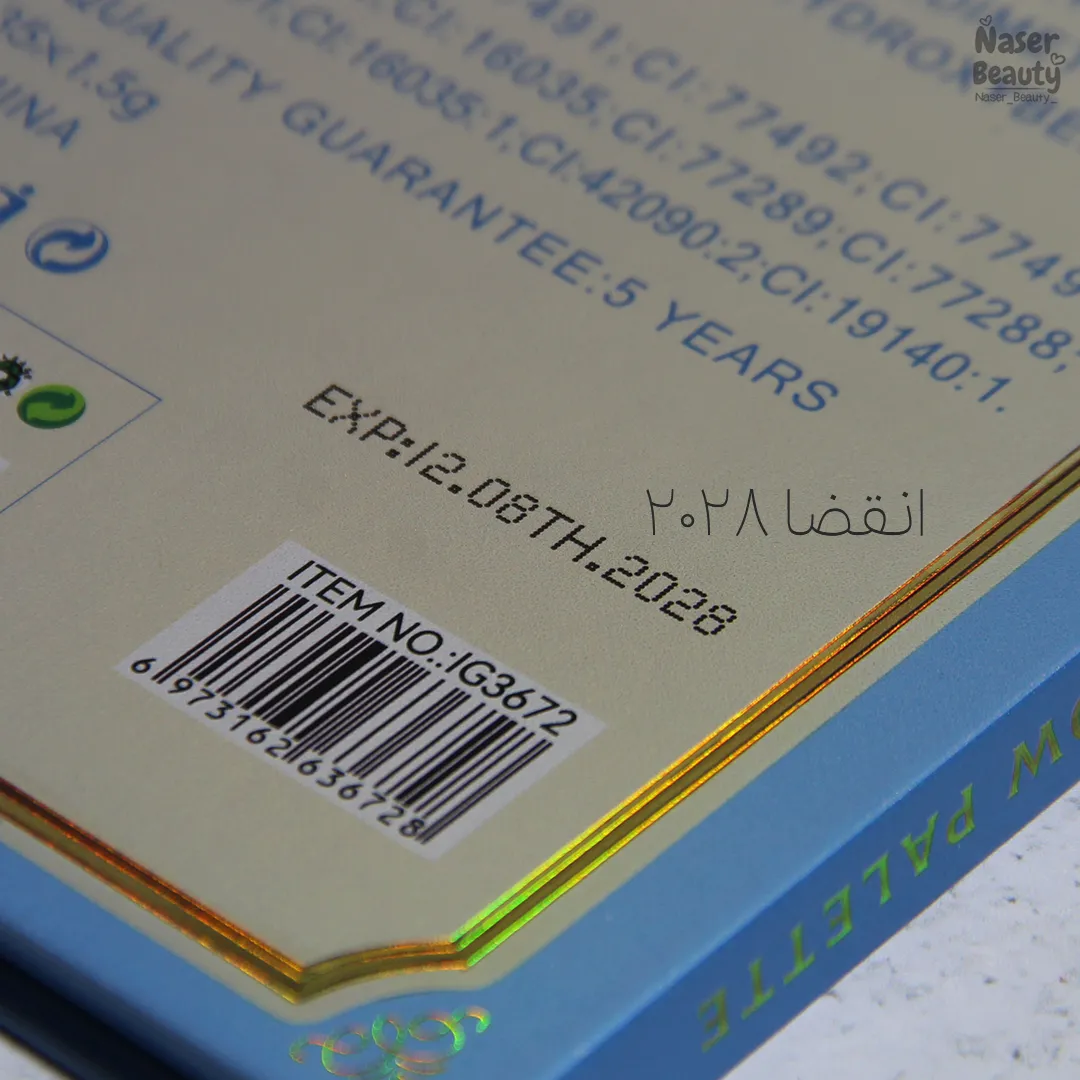 Naser
Beauty
Naser_Beauty_
77491;CI:77492;CI:7749
CI:16035;CI:77289;CI:77288;
CI:16035:1;CI:42090:2;CI:19140:1.
QUALITY GUARANTEE:5 YEARS
35x1.5g
EXP:12.08TH.2028
انقضا ۲۰۲۸
ITEM NO.:IG3672
6 973162 636728
PALETTE